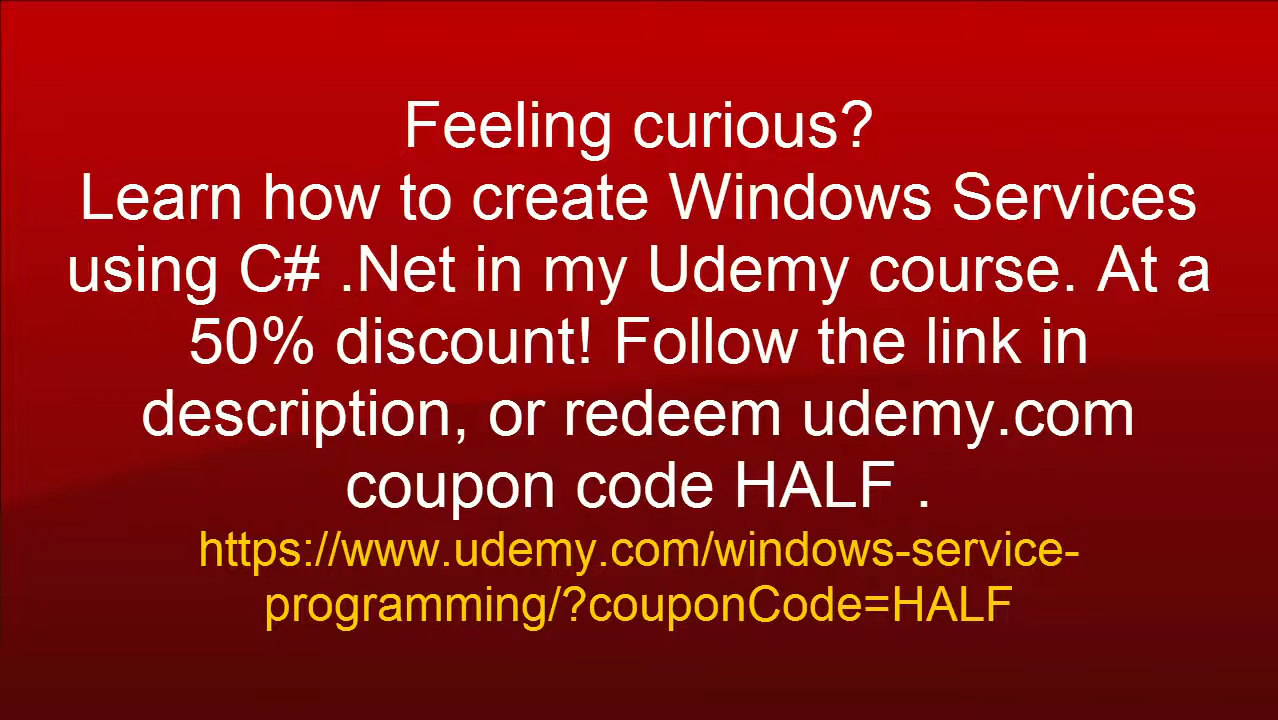 Feeling curious?
Learn how to create Windows Services
using C# .Net in my Udemy course. At a
50% discount! Follow the link in
description, or redeem udemy.com
coupon code HALF .
https://www.udemy.com/windows-service-
programming/?couponCode=HALF